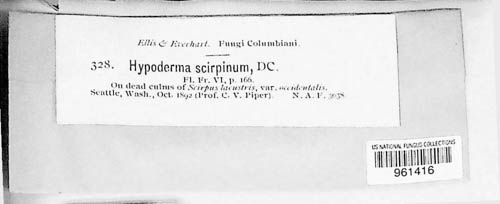 Ellis & Everhart. Fungi Columbiani.
328. Hypoderma scirpinum, DC.
Fl. Fr. VI, p. 166.
On dead culms of Scirpus lacustris, var. occidentalis.
Seattle, Wash., Oct. 1892 (Prof. C. V. Piper). N. A. F.
US NATIONAL FUNGUS COLLECTIONS
961416